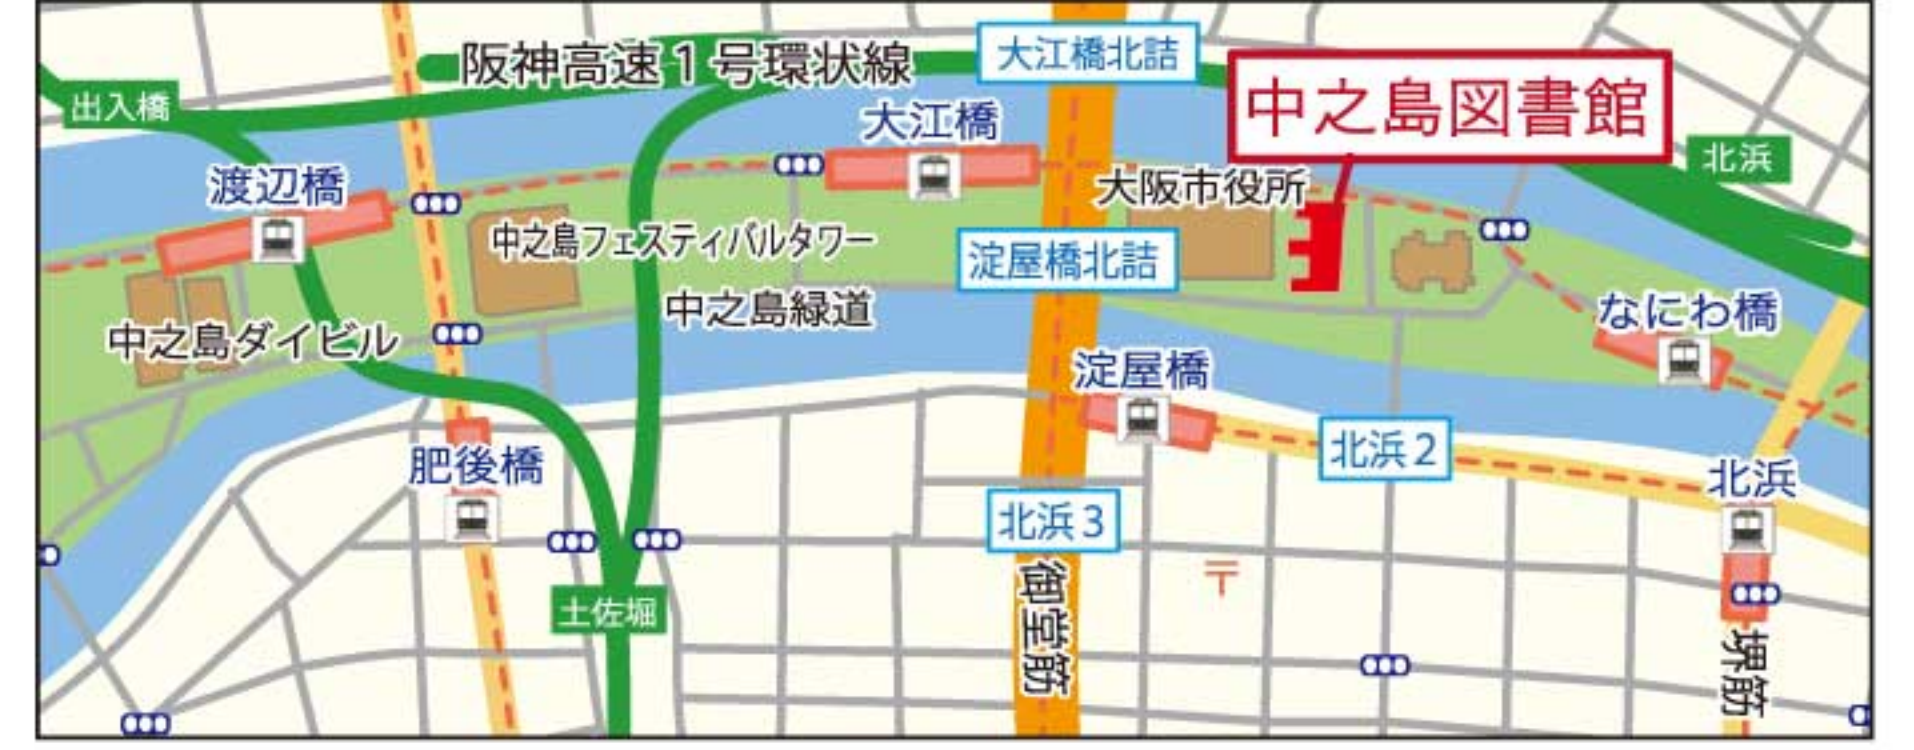 阪神高速1号環状線
大江橋北詰
出入橋
大江橋
中之島図書館
北浜
渡辺橋
大阪市役所
中之島フェスティバルタワー
淀屋橋北詰
中之島緑道
なにわ橋
中之島ダイビル
淀屋橋
北浜2
肥後橋
北浜
北浜3
〒
土佐堀
御堂筋
堺筋